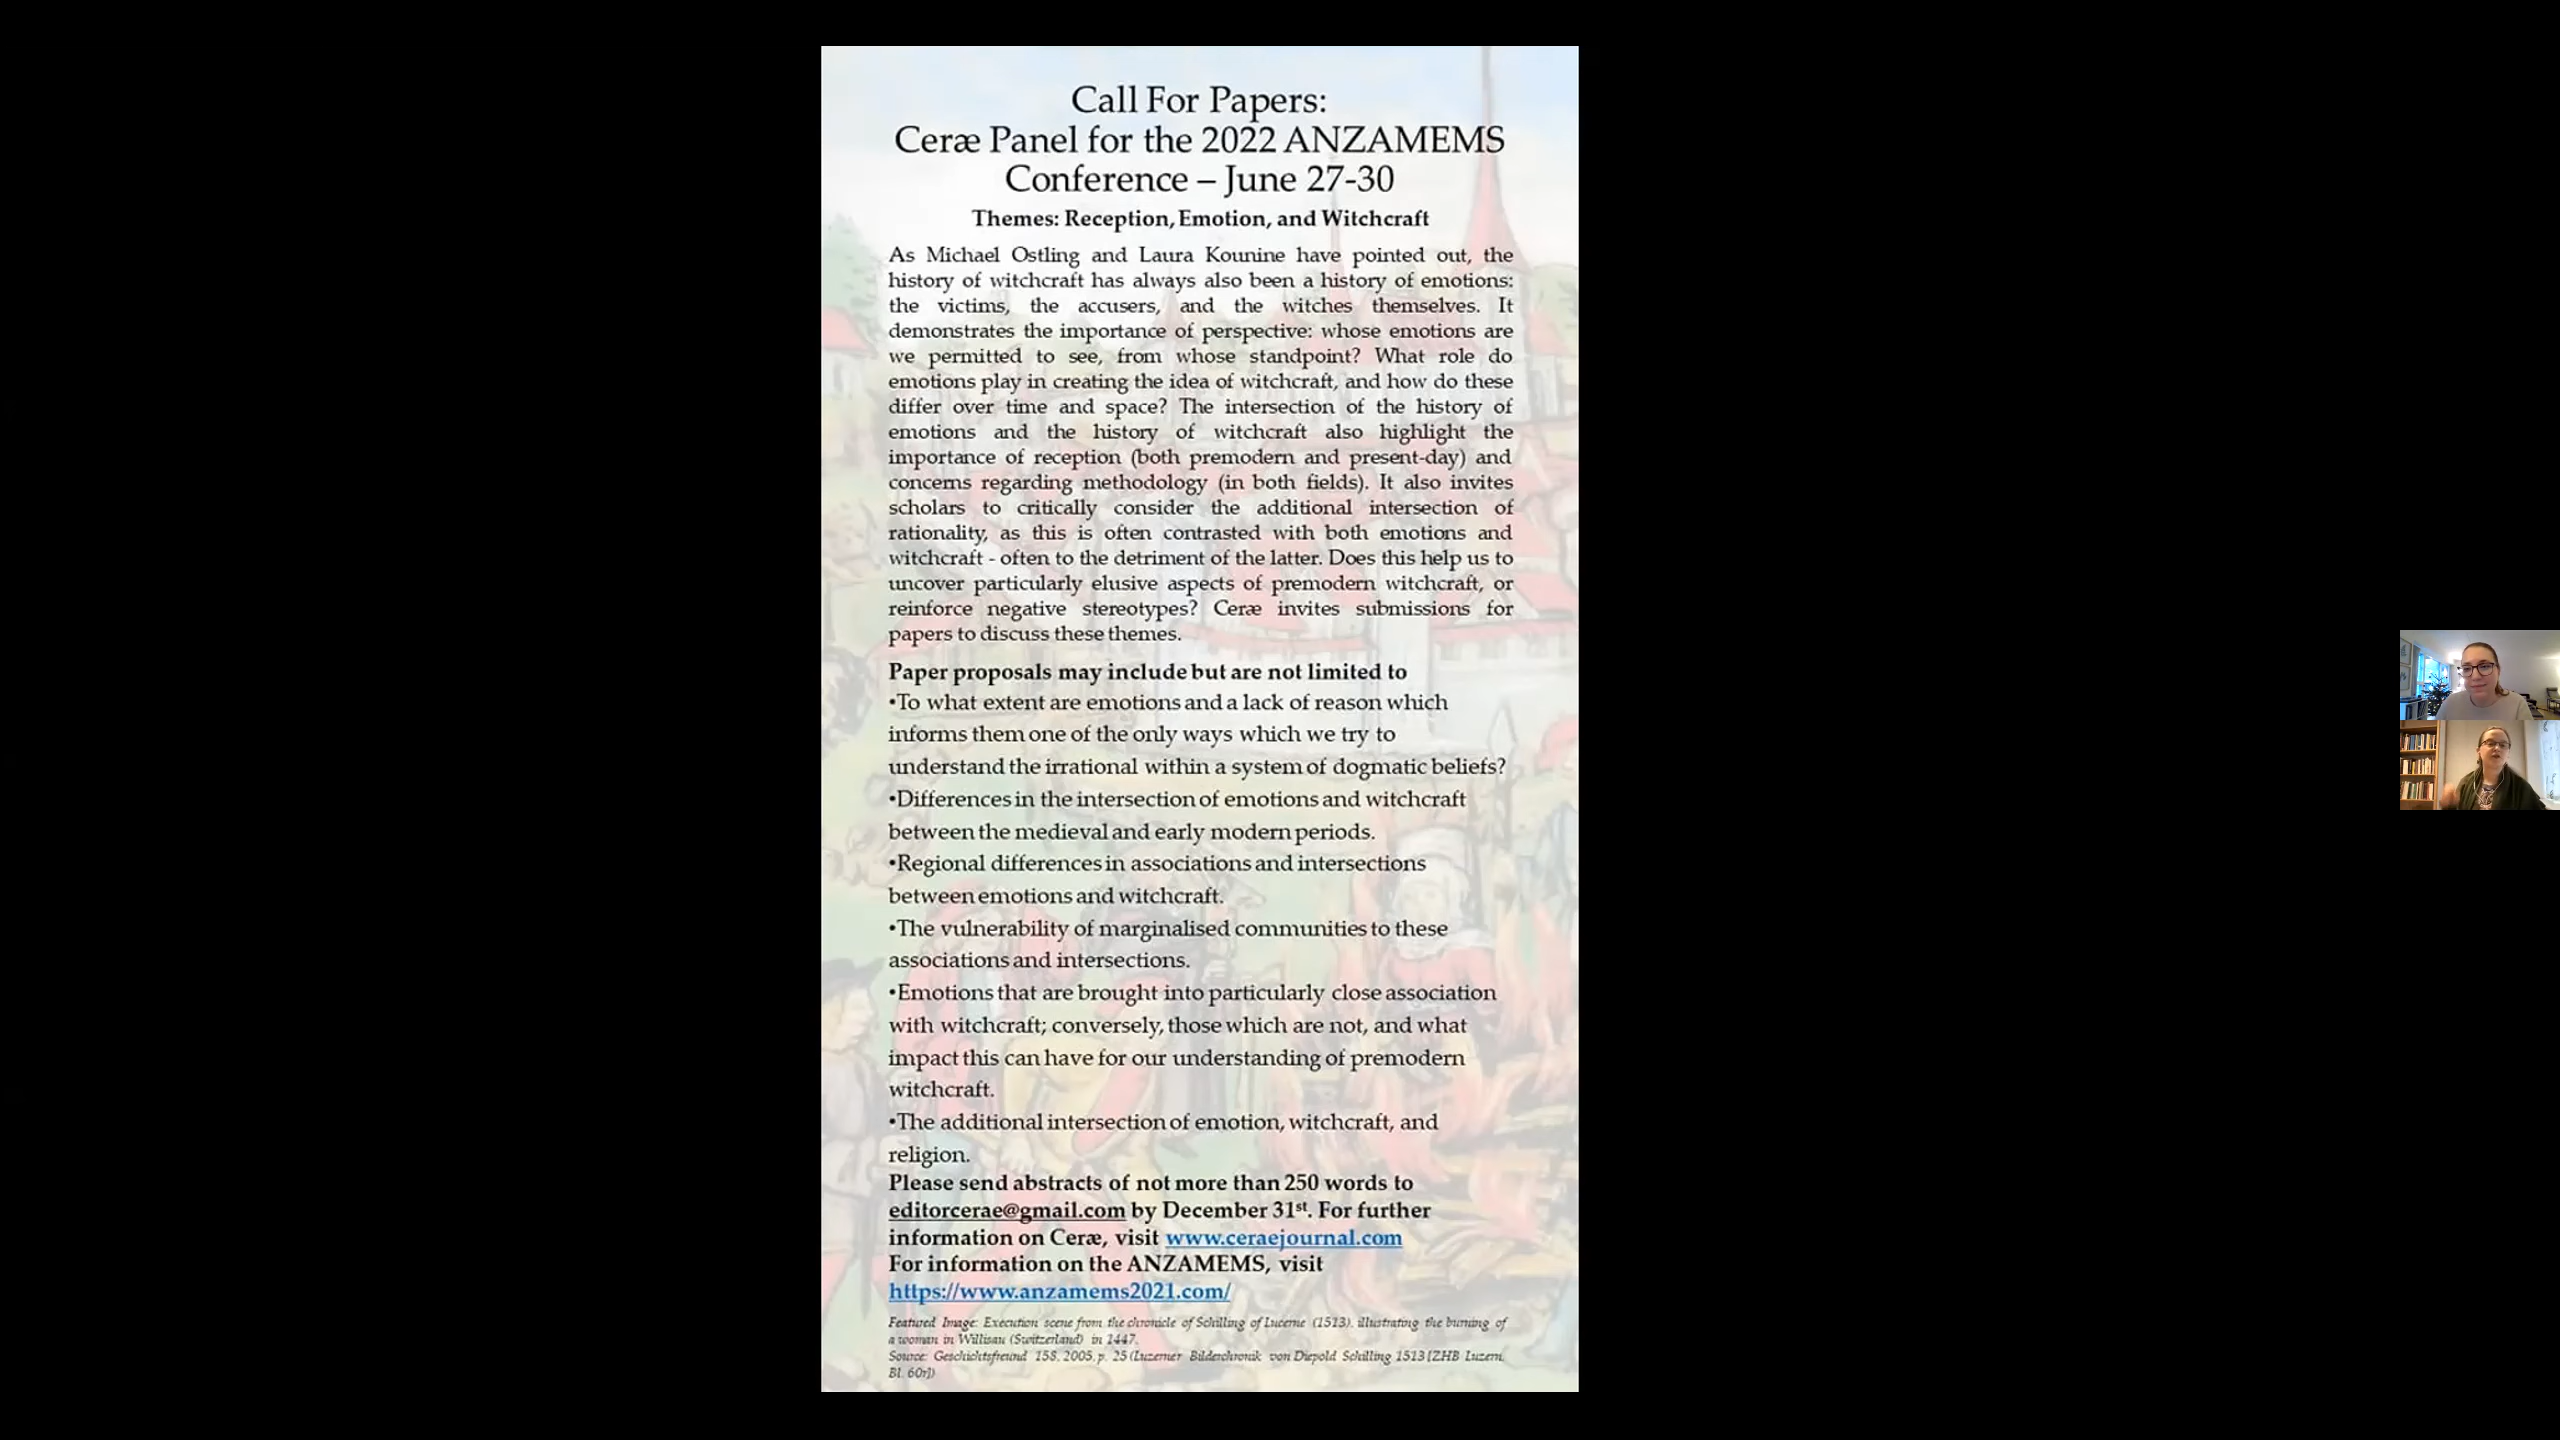 Call For Papers:
Ceræ Panel for the 2022 ANZAMEMS
Conference – June 27-30
Themes: Reception, Emotion, and Witchcraft
As Michael Ostling and Laura Kounine have pointed out, the
history of witchcraft has always also been a history of emotions:
the victims, the accusers, and the witches themselves. It
demonstrates the importance of perspective: whose emotions are
we permitted to see, from whose standpoint? What role do
emotions play in creating the idea of witchcraft, and how do these
differ over time and space? The intersection of the history of
emotions and the history of witchcraft also highlight the
importance of reception (both premodern and present-day) and
concerns regarding methodology (in both fields). It also invites
scholars to critically consider the additional intersection of
rationality, as this is often contrasted with both emotions and
witchcraft - often to the detriment of the latter. Does this help us to
uncover particularly elusive aspects of premodern witchcraft, or
reinforce negative stereotypes? Ceræ invites submissions for
papers to discuss these themes.
Paper proposals may include but are not limited to
•To what extent are emotions and a lack of reason which
informs them one of the only ways which we try to
understand the irrational within a system of dogmatic beliefs?
•Differences in the intersection of emotions and witchcraft
between the medieval and early modern periods.
•Regional differences in associations and intersections
between emotions and witchcraft.
•The vulnerability of marginalised communities to these
associations and intersections.
•Emotions that are brought into particularly close association
with witchcraft; conversely, those which are not, and what
impact this can have for our understanding of premodern
witchcraft.
•The additional intersection of emotion, witchcraft, and
religion.
Please send abstracts of not more than 250 words to
editorcerae@gmail.com by December 31st. For further
information on Ceræ, visit www.ceraejournal.com
For information on the ANZAMEMS, visit
https://www.anzamems2021.com/
Featured Image: Execution scene from the chronicle of Schilling of Lucerne (1513), illustrating the burning of
a woman in Willisau (Switzerland) in 1447.
Source: Geschichtsfreund 158, 2005, p. 25 (Luzerner Bilderchronik von Diepold Schilling 1513 [ZHB Luzern,
Bl. 60r])